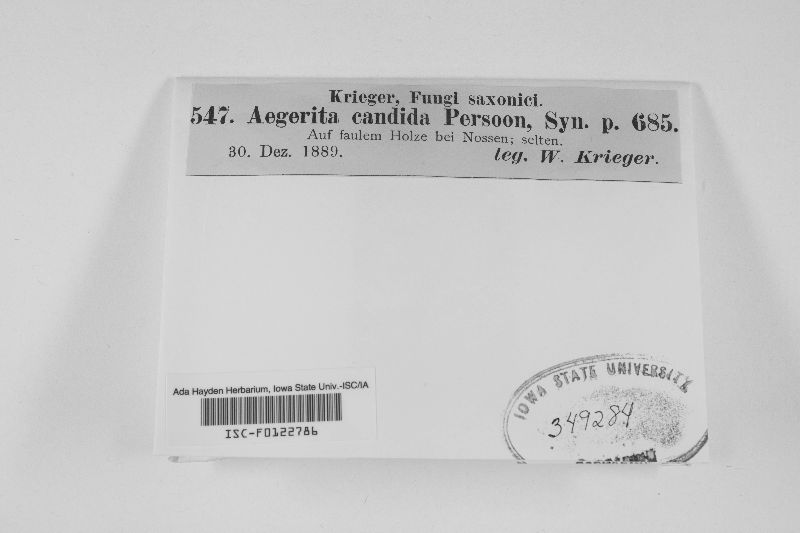 Krieger, Fungi saxonici.
547. Aegerita candida Persoon, Syn. p. 685.
Auf faulem Holze bei Nossen; selten.
30. Dez. 1889. leg. W. Krieger.
Ada Hayden Herbarium, Iowa State Univ.-ISC/IA
ISC-F0122786
IOWA STATE UNIVERSITY
349284